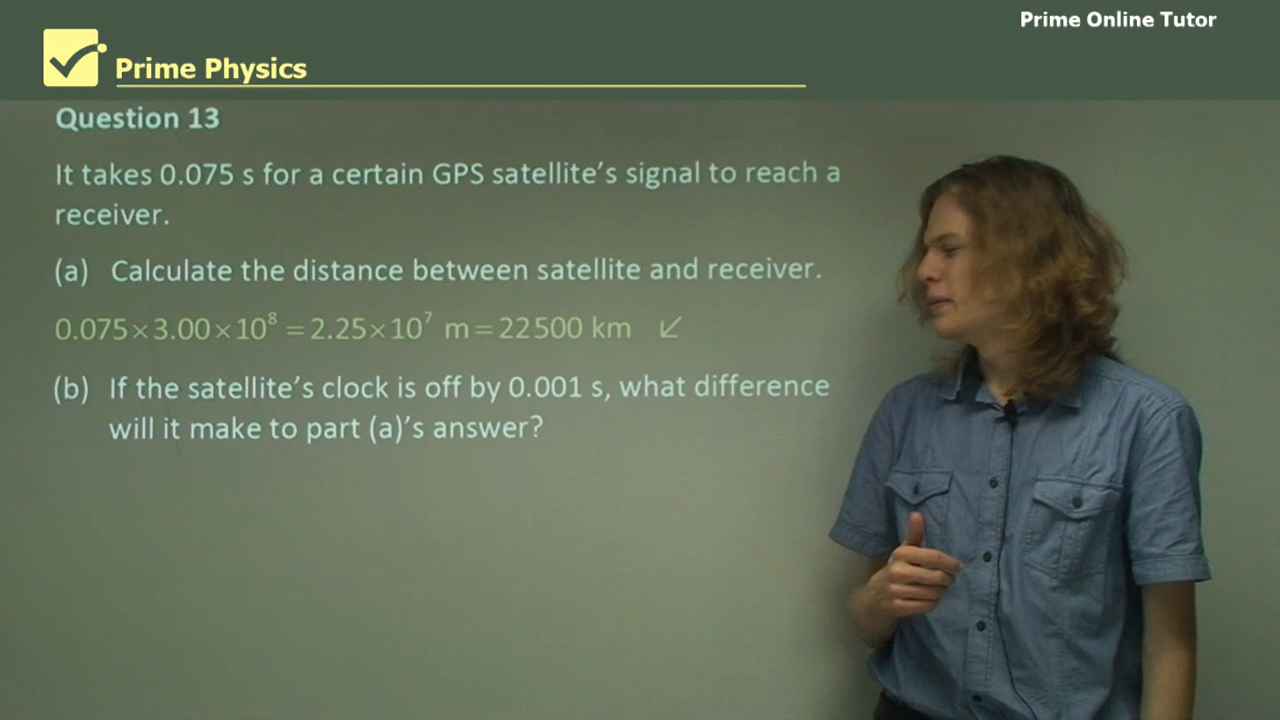 Prime Online Tutor
Prime Physics
Question 13
It takes 0.075 s for a certain GPS satellite’s signal to reach a
receiver.
(a) Calculate the distance between satellite and receiver.
0.075×3.00×10⁸ = 2.25×10⁷ m = 22500 km ↙
(b) If the satellite’s clock is off by 0.001 s, what difference
will it make to part (a)’s answer?